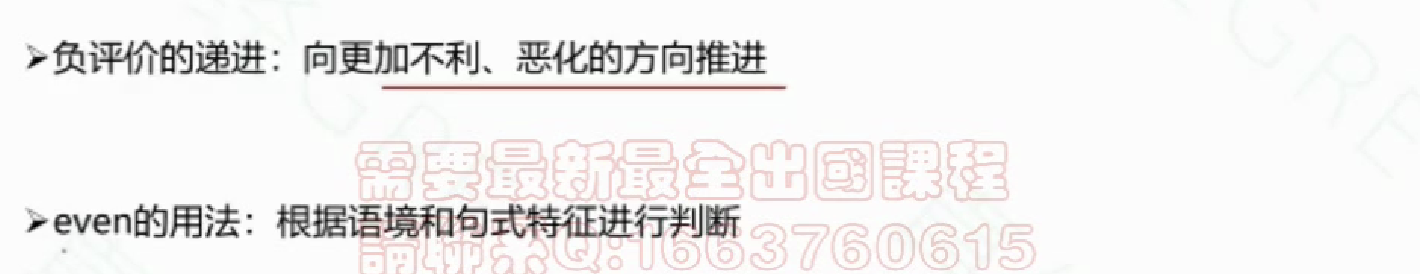 ➢负评价的递进：向更加不利、恶化的方向推进
需要最新最全出國課程
➢even的用法：根据语境和句式特征进行判断
請聯系Q:1663760615